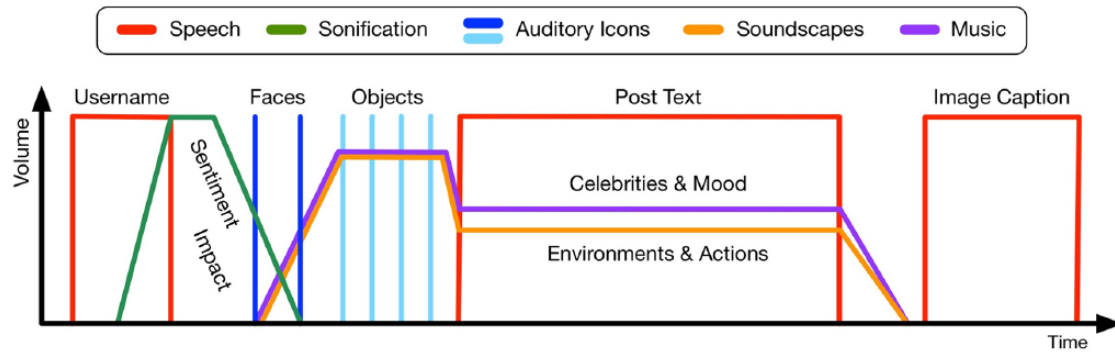 Speech Sonification Auditory Icons Soundscapes Music
Username Faces Objects Post Text Image Caption
Volume
Sentiment
Impact
Celebrities & Mood
Environments & Actions
Time